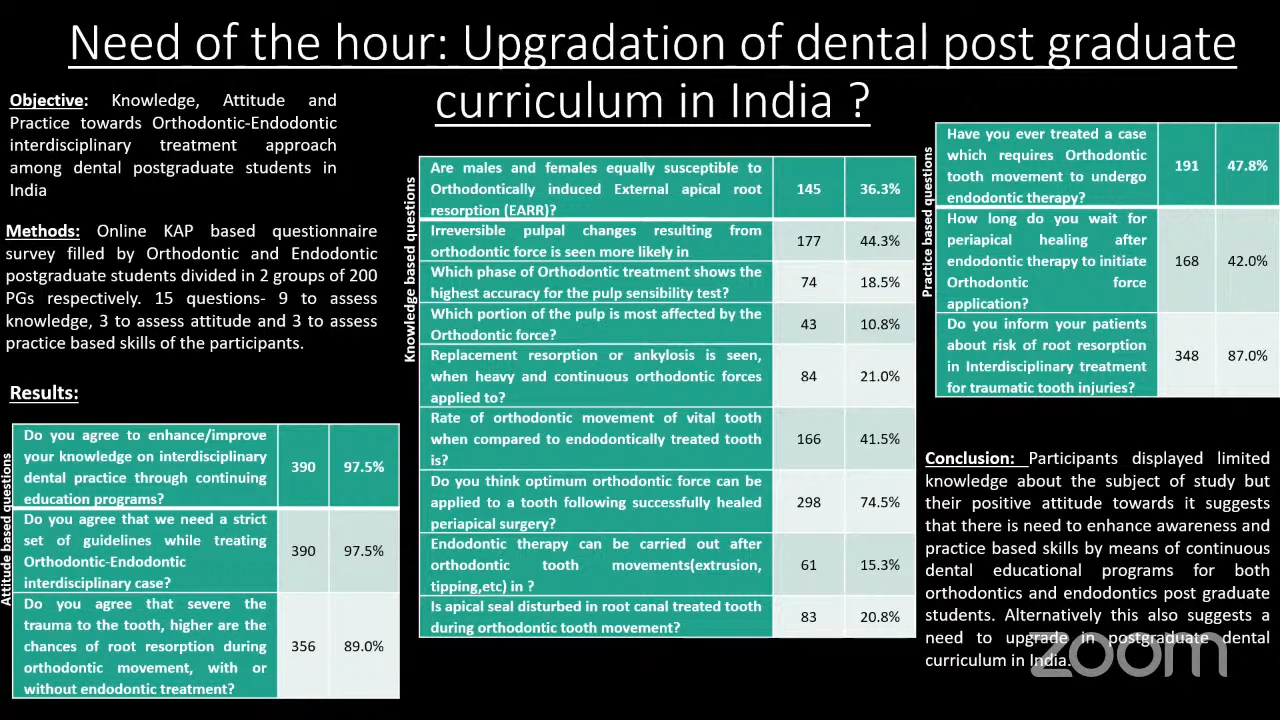 Need of the hour: Upgradation of dental post graduate
curriculum in India ?
Objective: Knowledge, Attitude and
Practice towards Orthodontic-Endodontic
interdisciplinary treatment approach
among dental postgraduate students in
India
Methods: Online KAP based questionnaire
survey filled by Orthodontic and Endodontic
postgraduate students divided in 2 groups of 200
PGs respectively. 15 questions- 9 to assess
knowledge, 3 to assess attitude and 3 to assess
practice based skills of the participants.
Results:
Attitude based questions
Do you agree to enhance/improve
your knowledge on interdisciplinary
dental practice through continuing
education programs?
390
97.5%
Do you agree that we need a strict
set of guidelines while treating
Orthodontic-Endodontic
interdisciplinary case?
390
97.5%
Do you agree that severe the
trauma to the tooth, higher are the
chances of root resorption during
orthodontic movement, with or
without endodontic treatment?
356
89.0%
Knowledge based questions
Are males and females equally susceptible to
Orthodontically induced External apical root
resorption (EARR)?
145
36.3%
Irreversible pulpal changes resulting from
orthodontic force is seen more likely in
177
44.3%
Which phase of Orthodontic treatment shows the
highest accuracy for the pulp sensibility test?
74
18.5%
Which portion of the pulp is most affected by the
Orthodontic force?
43
10.8%
Replacement resorption or ankylosis is seen,
when heavy and continuous orthodontic forces
applied to?
84
21.0%
Rate of orthodontic movement of vital tooth
when compared to endodontically treated tooth
is?
166
41.5%
Do you think optimum orthodontic force can be
applied to a tooth following successfully healed
periapical surgery?
298
74.5%
Endodontic therapy can be carried out after
orthodontic tooth movements(extrusion,
tipping,etc) in ?
61
15.3%
Is apical seal disturbed in root canal treated tooth
during orthodontic tooth movement?
83
20.8%
Practice based questions
Have you ever treated a case
which requires Orthodontic
tooth movement to undergo
endodontic therapy?
191
47.8%
How long do you wait for
periapical healing after
endodontic therapy to initiate
Orthodontic force
application?
168
42.0%
Do you inform your patients
about risk of root resorption
in Interdisciplinary treatment
for traumatic tooth injuries?
348
87.0%
Conclusion: Participants displayed limited
knowledge about the subject of study but
their positive attitude towards it suggests
that there is need to enhance awareness and
practice based skills by means of continuous
dental educational programs for both
orthodontics and endodontics post graduate
students. Alternatively this also suggests a
need to upgrade in postgraduate dental
curriculum in India.
zoom